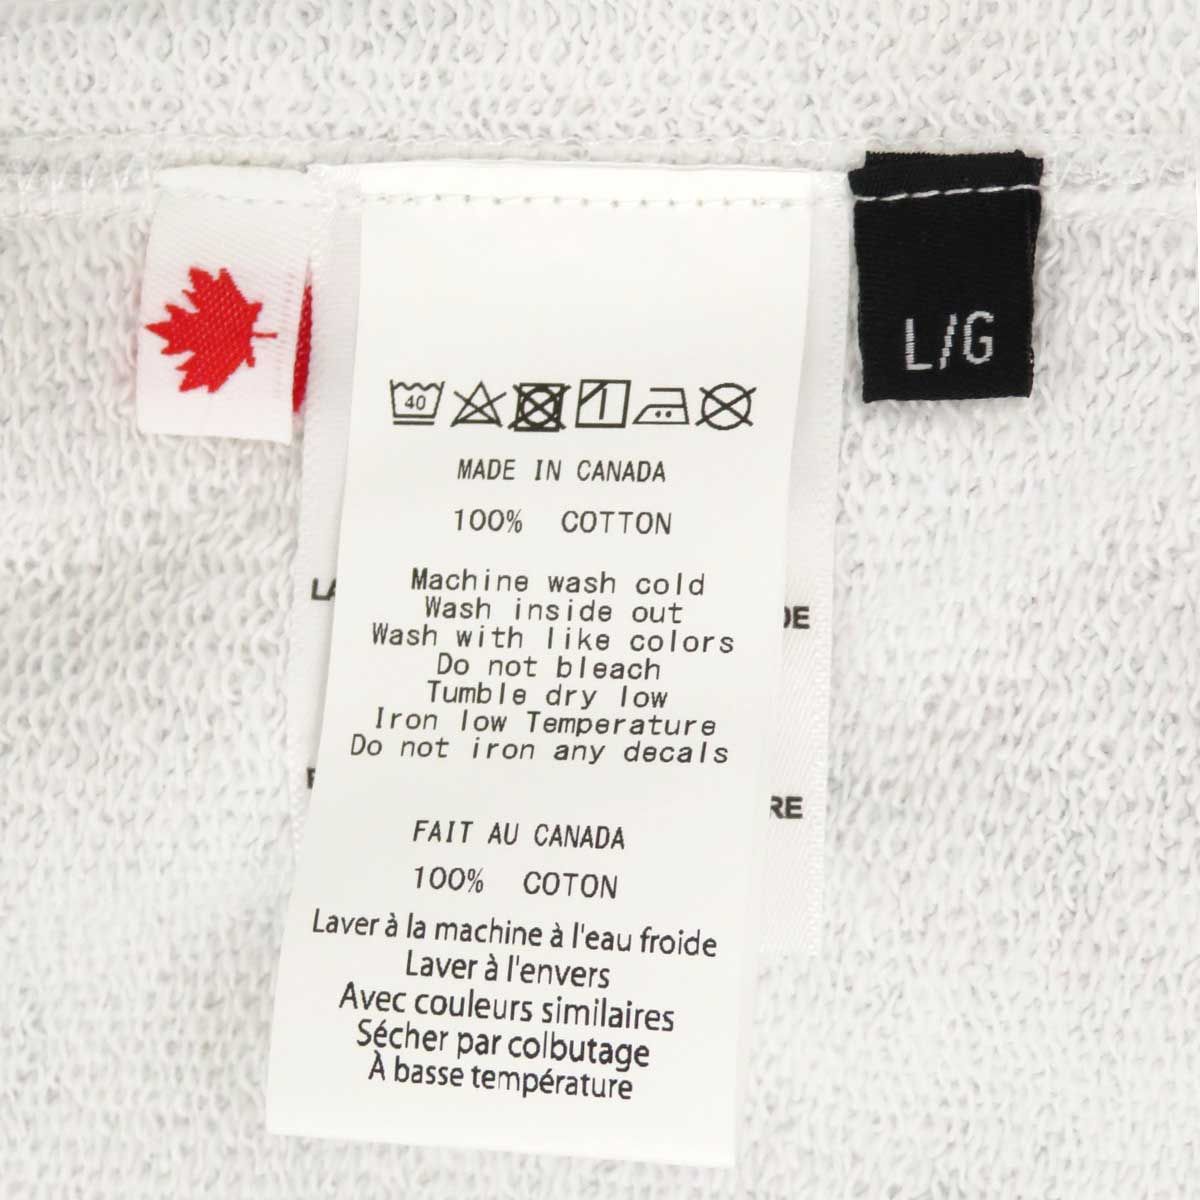 L/G
40
MADE IN CANADA
100% COTTON
Machine wash cold
Wash inside out
Wash with like colors
Do not bleach
Tumble dry low
Iron low Temperature
Do not iron any decals
FAIT AU CANADA
100% COTON
Laver à la machine à l'eau froide
Laver à l'envers
Avec couleurs similaires
Sécher par colbutage
À basse température